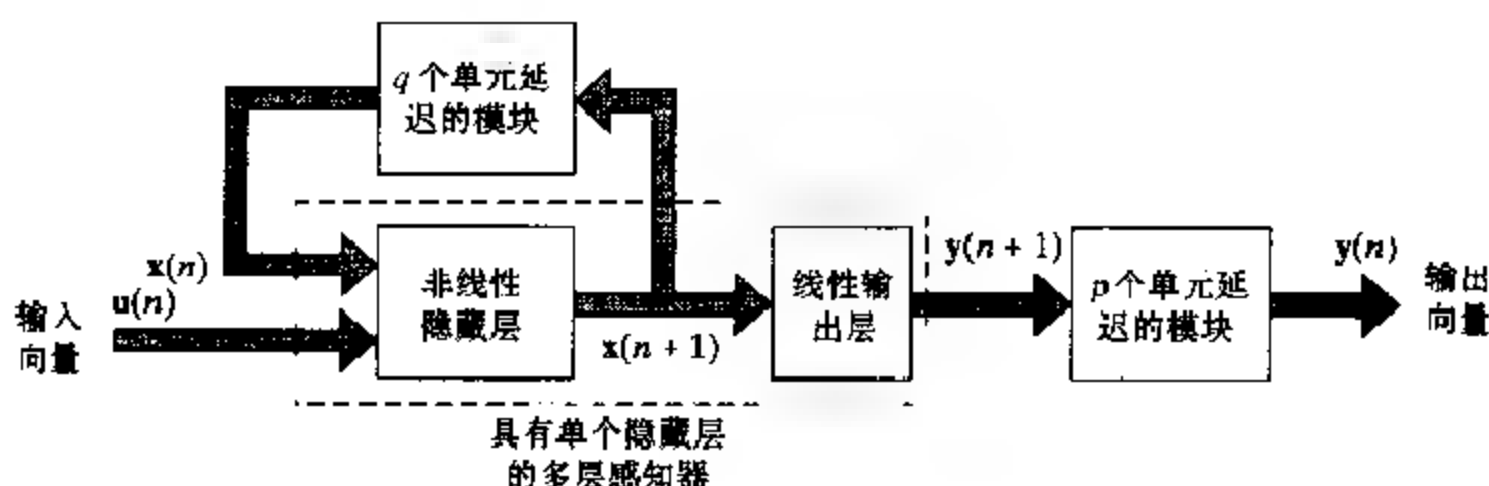 q 个单元延
迟的模块
x(n)
u(n)
输入
向量
非线性
隐藏层
x(n + 1)
线性输
出层
y(n + 1)
p 个单元延
迟的模块
y(n)
输出
向量
具有单个隐藏层
的多层感知器